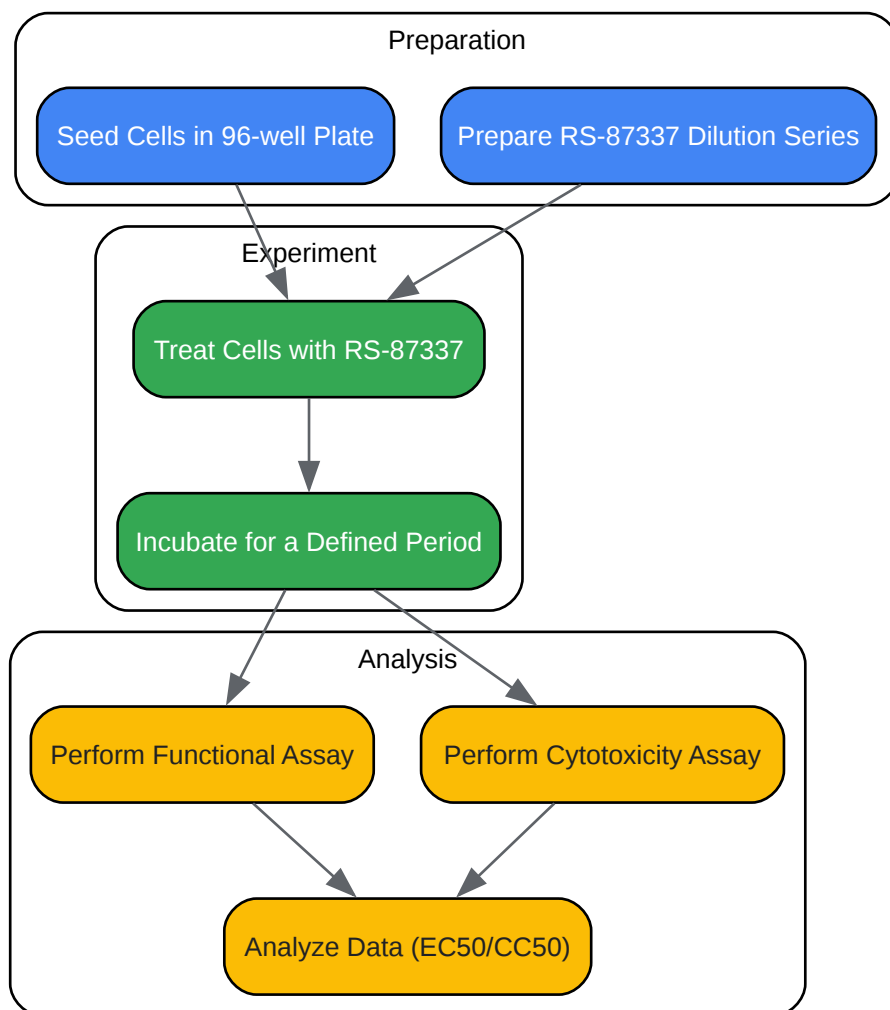 Preparation
Seed Cells in 96-well Plate
Prepare RS-87337 Dilution Series
Experiment
Treat Cells with RS-87337
Incubate for a Defined Period
Analysis
Perform Functional Assay
Perform Cytotoxicity Assay
Analyze Data (EC50/CC50)